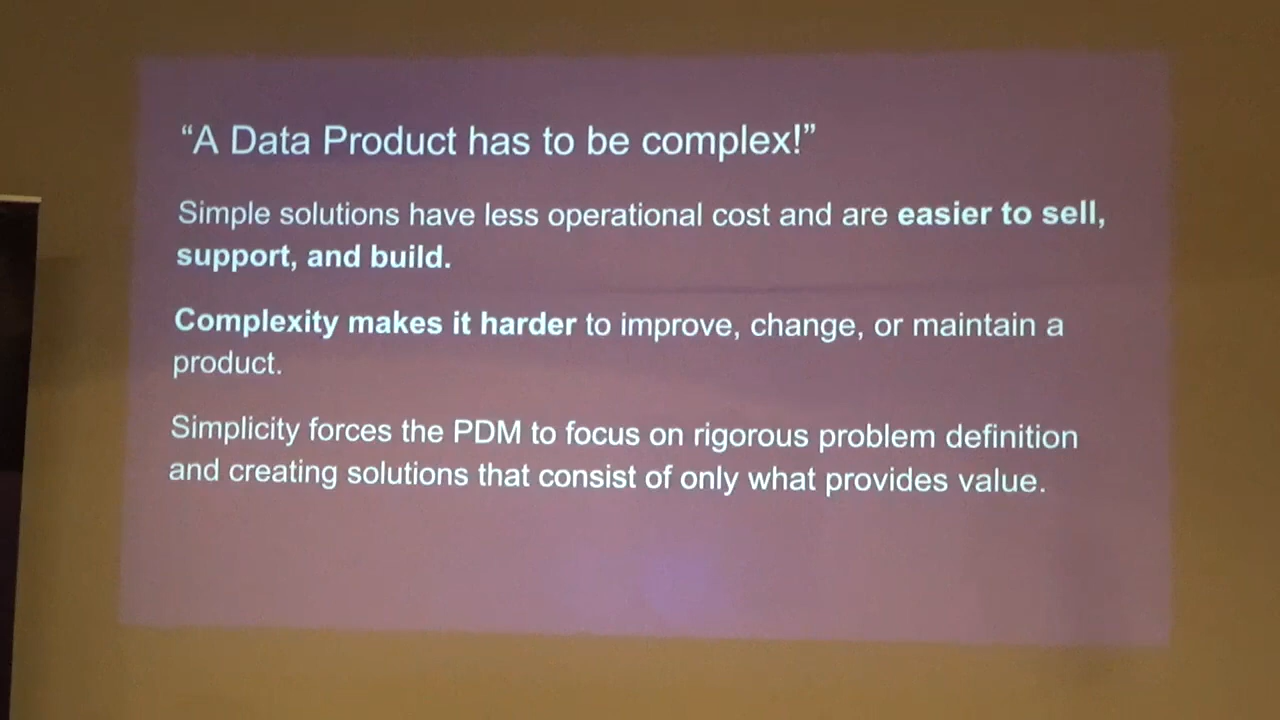 “A Data Product has to be complex!”
Simple solutions have less operational cost and are easier to sell,
support, and build.
Complexity makes it harder to improve, change, or maintain a
product.
Simplicity forces the PDM to focus on rigorous problem definition
and creating solutions that consist of only what provides value.